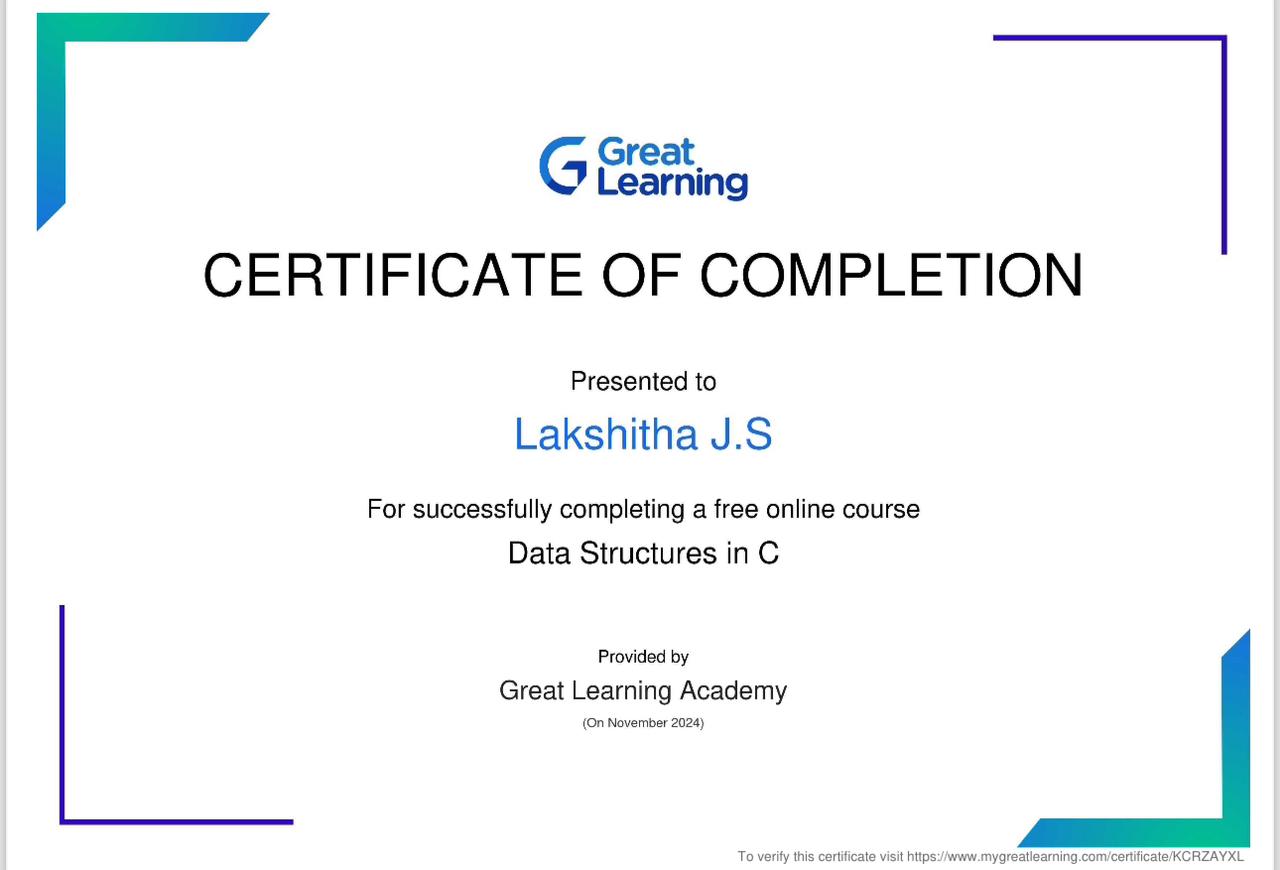 Great
Learning
CERTIFICATE OF COMPLETION
Presented to
Lakshitha J.S
For successfully completing a free online course
Data Structures in C
Provided by
Great Learning Academy
(On November 2024)
To verify this certificate visit https://www.mygreatlearning.com/certificate/KCRZAYXL